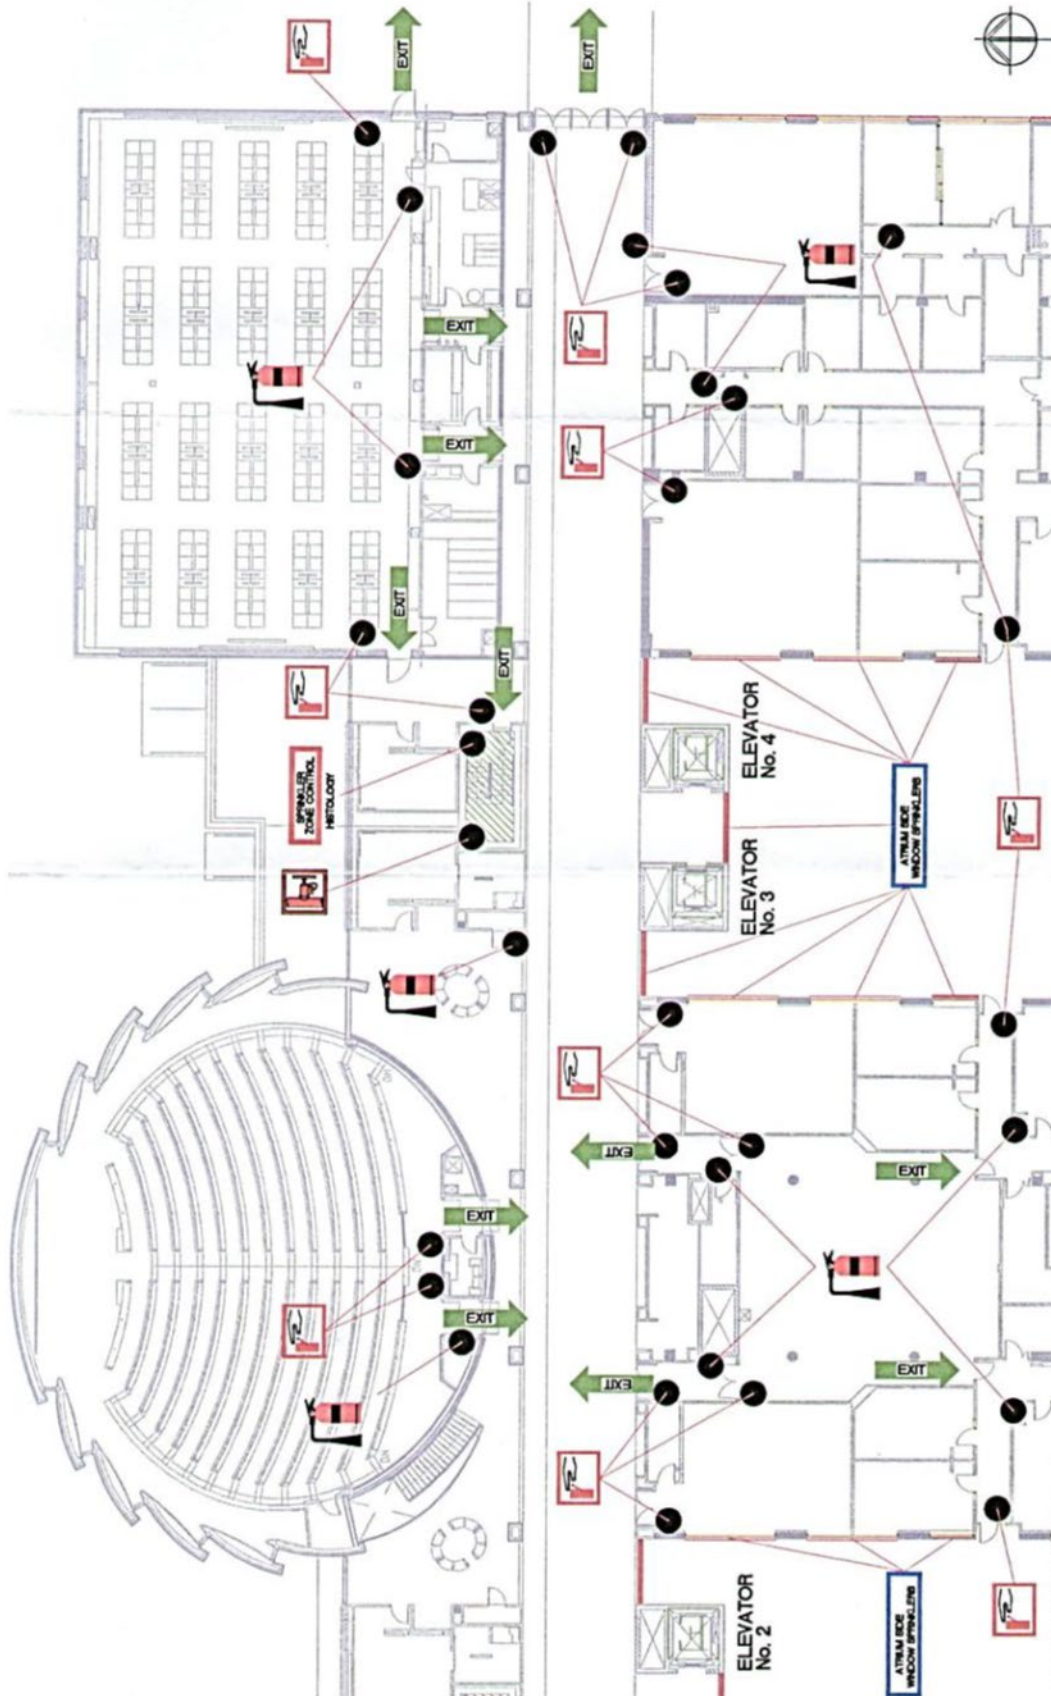 EXIT
EXIT
EXIT
EXIT
EXIT
EXIT
SPRINKLER
ZONE CONTROL
HISTOLOGY
ELEVATOR
No. 4
ELEVATOR
No. 3
ATRIUM SIDE
WINDOW SPRINKLERS
EXIT
EXIT
EXIT
EXIT
EXIT
EXIT
ELEVATOR
No. 2
ATRIUM SIDE
WINDOW SPRINKLERS